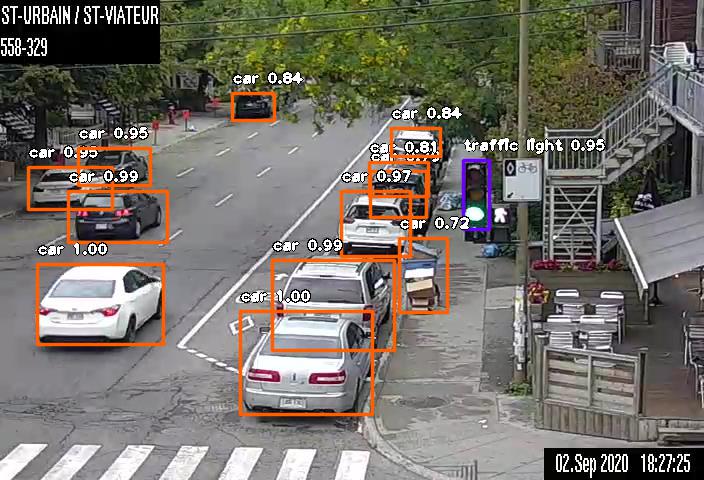 ST-URBAIN / ST-VIATEUR
558-329
car 0.84
car 0.84
car 0.95
car 0.81
traffic light 0.95
car 0.95
car 0.99
car 0.97
car 0.72
car 1.00
car 0.99
car 1.00
02.Sep 2020 18:27:25